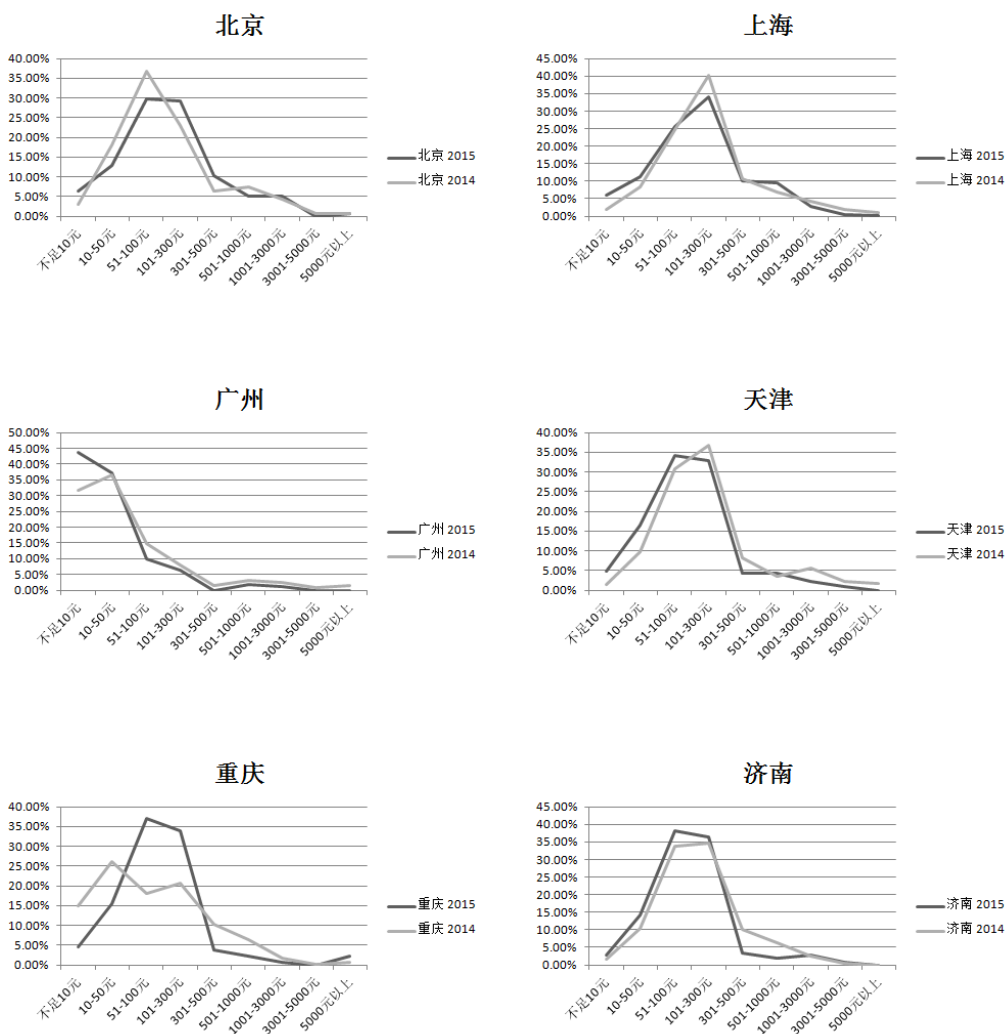 北京
40.00%
35.00%
30.00%
25.00%
20.00%
15.00%
10.00%
5.00%
0.00%
不足10元
10-50元
51-100元
101-300元
301-500元
501-1000元
1001-3000元
3001-5000元
5000元以上
北京 2015
北京 2014
上海
45.00%
40.00%
35.00%
30.00%
25.00%
20.00%
15.00%
10.00%
5.00%
0.00%
不足10元
10-50元
51-100元
101-300元
301-500元
501-1000元
1001-3000元
3001-5000元
5000元以上
上海 2015
上海 2014
广州
50.00%
45.00%
40.00%
35.00%
30.00%
25.00%
20.00%
15.00%
10.00%
5.00%
0.00%
不足10元
10-50元
51-100元
101-300元
301-500元
501-1000元
1001-3000元
3001-5000元
5000元以上
广州 2015
广州 2014
天津
40.00%
35.00%
30.00%
25.00%
20.00%
15.00%
10.00%
5.00%
0.00%
不足10元
10-50元
51-100元
101-300元
301-500元
501-1000元
1001-3000元
3001-5000元
5000元以上
天津 2015
天津 2014
重庆
40.00%
35.00%
30.00%
25.00%
20.00%
15.00%
10.00%
5.00%
0.00%
不足10元
10-50元
51-100元
101-300元
301-500元
501-1000元
1001-3000元
3001-5000元
5000元以上
重庆 2015
重庆 2014
济南
45.00%
40.00%
35.00%
30.00%
25.00%
20.00%
15.00%
10.00%
5.00%
0.00%
不足10元
10-50元
51-100元
101-300元
301-500元
501-1000元
1001-3000元
3001-5000元
5000元以上
济南 2015
济南 2014